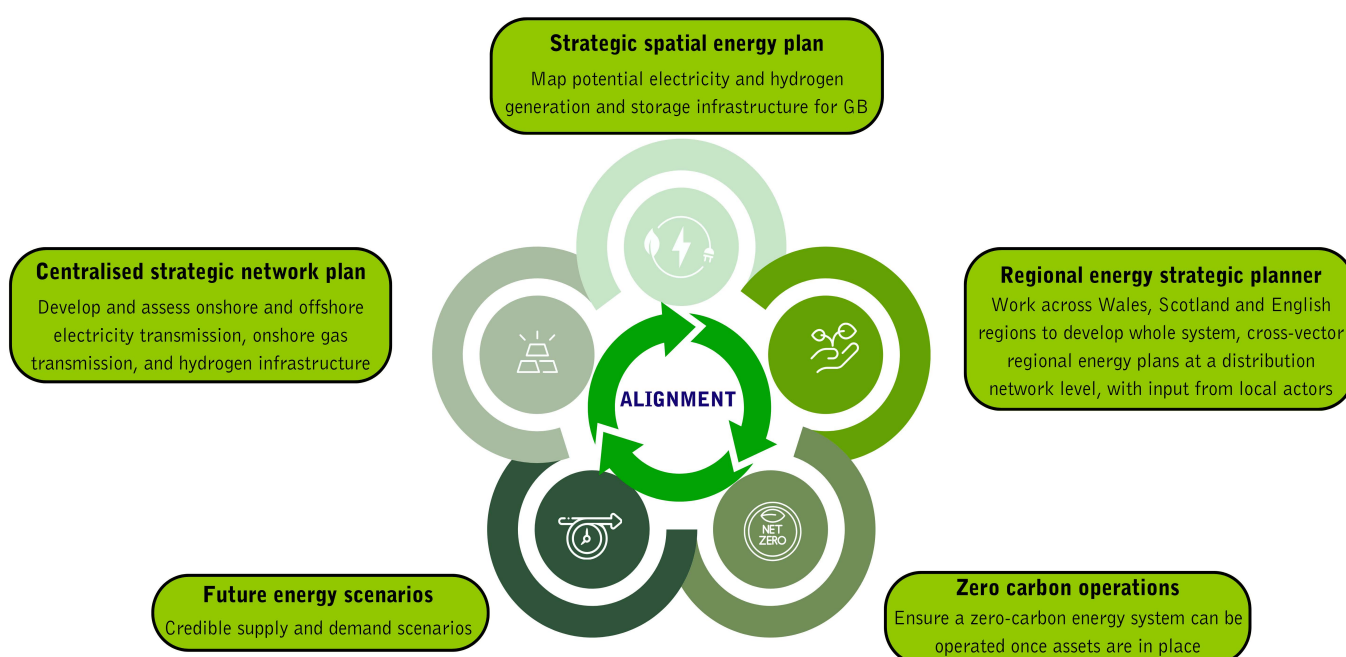 Strategic spatial energy plan
Map potential electricity and hydrogen
generation and storage infrastructure for GB
Centralised strategic network plan
Develop and assess onshore and offshore
electricity transmission, onshore gas
transmission, and hydrogen infrastructure
Regional energy strategic planner
Work across Wales, Scotland and English
regions to develop whole system, cross-vector
regional energy plans at a distribution
network level, with input from local actors
ALIGNMENT
NET
ZERO
Future energy scenarios
Credible supply and demand scenarios
Zero carbon operations
Ensure a zero-carbon energy system can be
operated once assets are in place